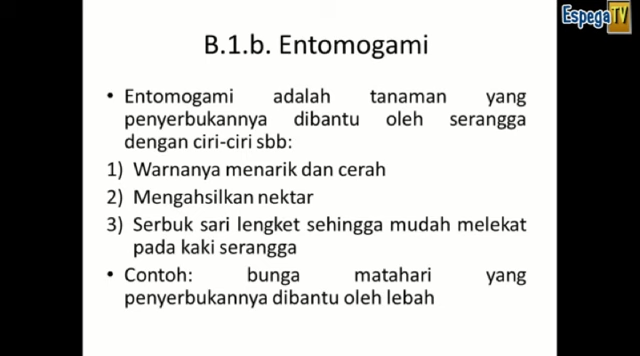 Espega TV
B.1.b. Entomogami
• Entomogami adalah tanaman yang
penyerbukannya dibantu oleh serangga
dengan ciri-ciri sbb:
1) Warnanya menarik dan cerah
2) Mengahsilkan nektar
3) Serbuk sari lengket sehingga mudah melekat
pada kaki serangga
• Contoh: bunga matahari yang
penyerbukannya dibantu oleh lebah